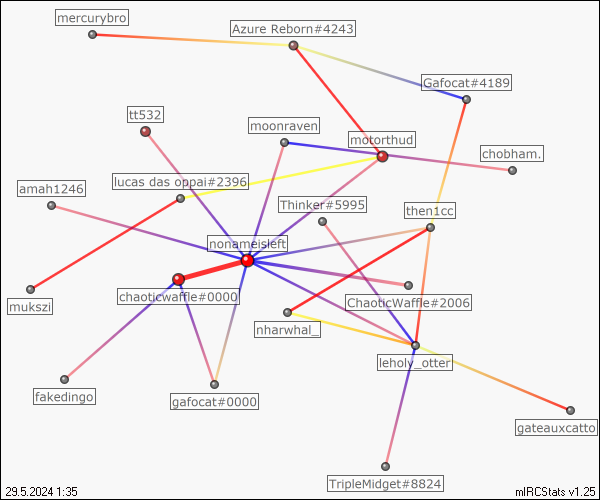 mercurybro
Azure Reborn#4243
Gafocat#4189
tt532
moonraven
motorthud
chobham.
amah1246
lucas das oppai#2396
Thinker#5995
then1cc
nonameisleft
mukszi
chaoticwaffle#0000
ChaoticWaffle#2006
nharwhal_
leholy_otter
fakedingo
gafocat#0000
gateauxcatto
TripleMidget#8824
29.5.2024 1:35
mIRCStats v1.25